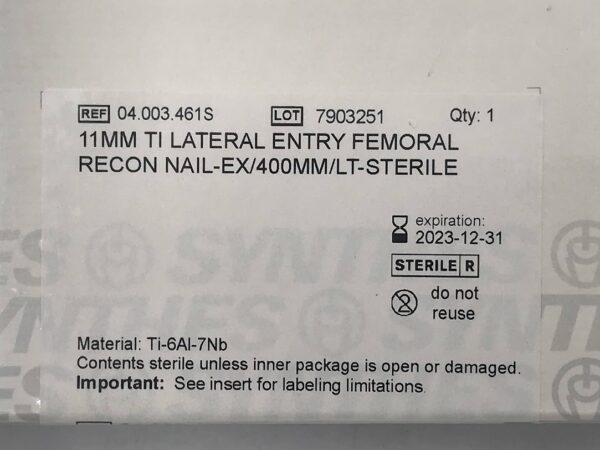 REF 04.003.461S LOT 7903251 Qty: 1
11MM TI LATERAL ENTRY FEMORAL
RECON NAIL-EX/400MM/LT-STERILE
expiration:
2023-12-31
STERILE R
do not
reuse
SYNTHES
SYNTHES
Material: Ti-6Al-7Nb
Contents sterile unless inner package is open or damaged.
Important: See insert for labeling limitations.